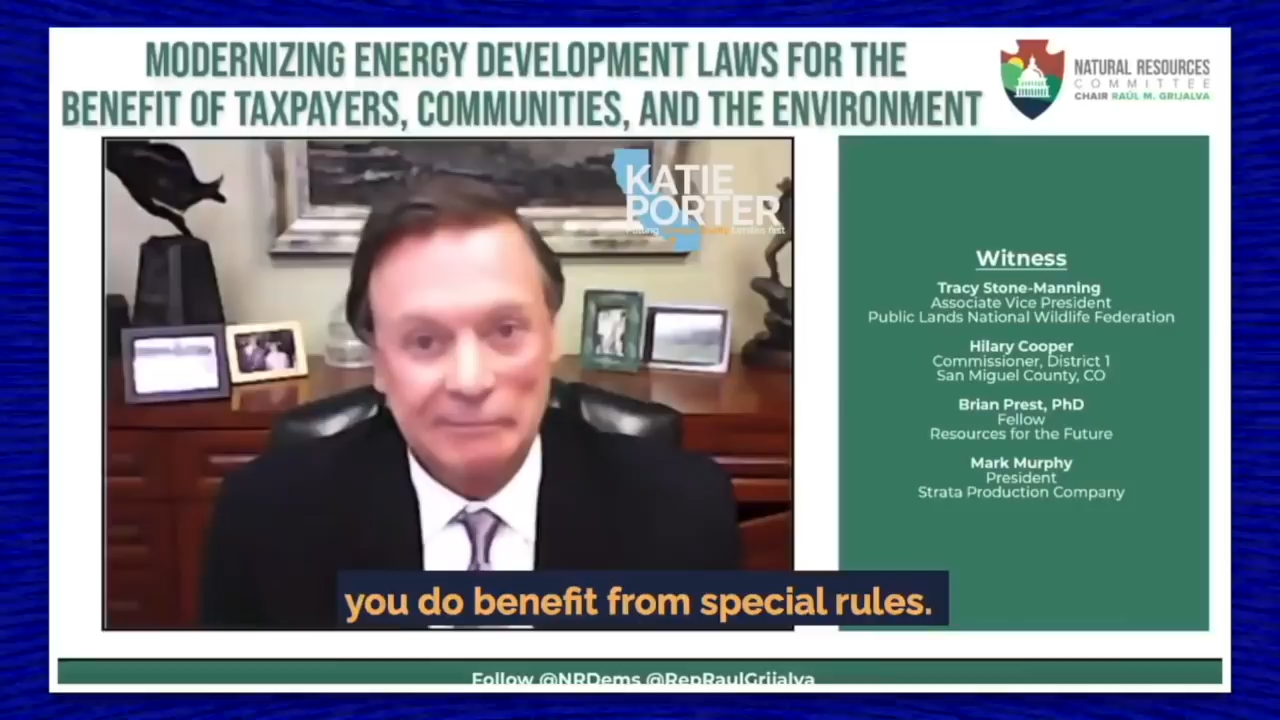 MODERNIZING ENERGY DEVELOPMENT LAWS FOR THE
BENEFIT OF TAXPAYERS, COMMUNITIES, AND THE ENVIRONMENT
NATURAL RESOURCES
COMMITTEE
CHAIR RAÚL M. GRIJALVA
KATIE
PORTER
Putting families first
Witness
Tracy Stone-Manning
Associate Vice President
Public Lands National Wildlife Federation
Hilary Cooper
Commissioner, District 1
San Miguel County, CO
Brian Prest, PhD
Fellow
Resources for the Future
Mark Murphy
President
Strata Production Company
you do benefit from special rules.
Follow @NRDems @RepRaulGrijalva